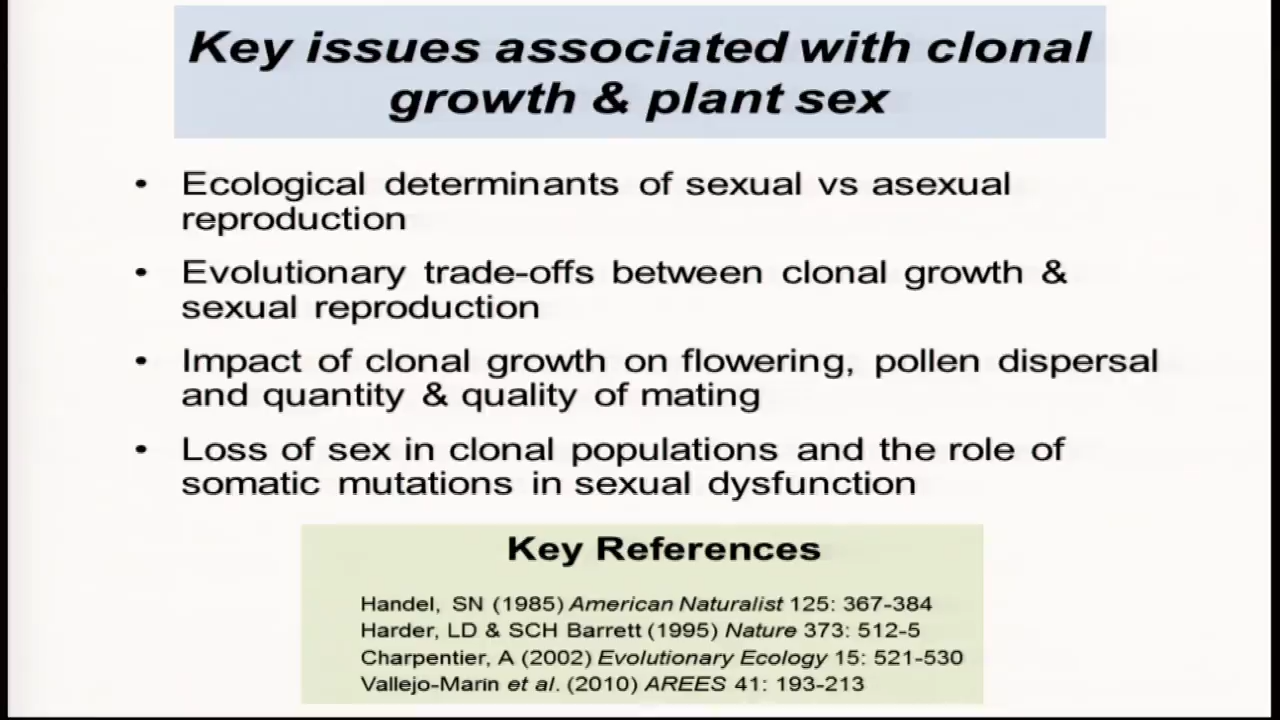 Key issues associated with clonal
growth & plant sex
• Ecological determinants of sexual vs asexual
reproduction
• Evolutionary trade-offs between clonal growth &
sexual reproduction
• Impact of clonal growth on flowering, pollen dispersal
and quantity & quality of mating
• Loss of sex in clonal populations and the role of
somatic mutations in sexual dysfunction
Key References
Handel, SN (1985) American Naturalist 125: 367-384
Harder, LD & SCH Barrett (1995) Nature 373: 512-5
Charpentier, A (2002) Evolutionary Ecology 15: 521-530
Vallejo-Marín et al. (2010) AREES 41: 193-213